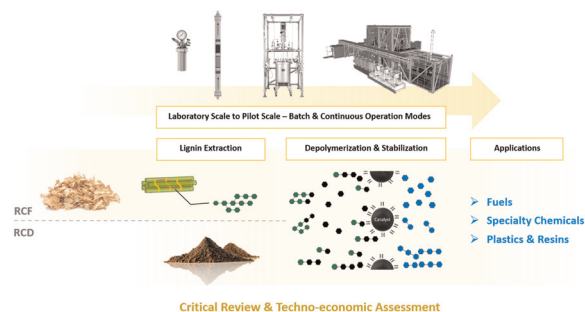 Laboratory Scale to Pilot Scale – Batch & Continuous Operation Modes
Lignin Extraction
Depolymerization & Stabilization
Applications
RCF
RCD
Catalyst
➤ Fuels
➤ Specialty Chemicals
➤ Plastics & Resins
Critical Review & Techno-economic Assessment